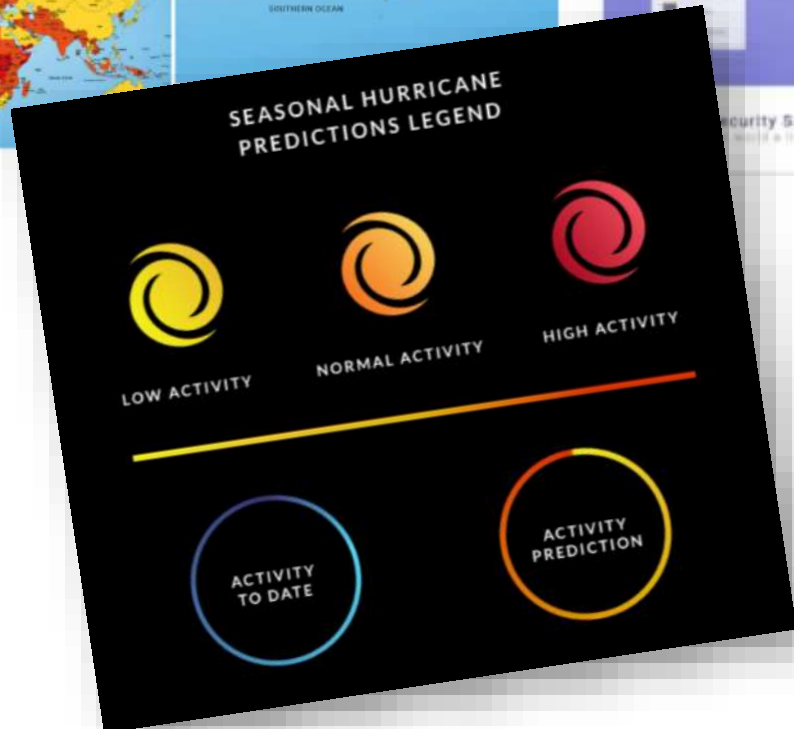 SOUTHERN OCEAN
SEASONAL HURRICANE
PREDICTIONS LEGEND
LOW ACTIVITY
NORMAL ACTIVITY
HIGH ACTIVITY
ACTIVITY
TO DATE
ACTIVITY
PREDICTION